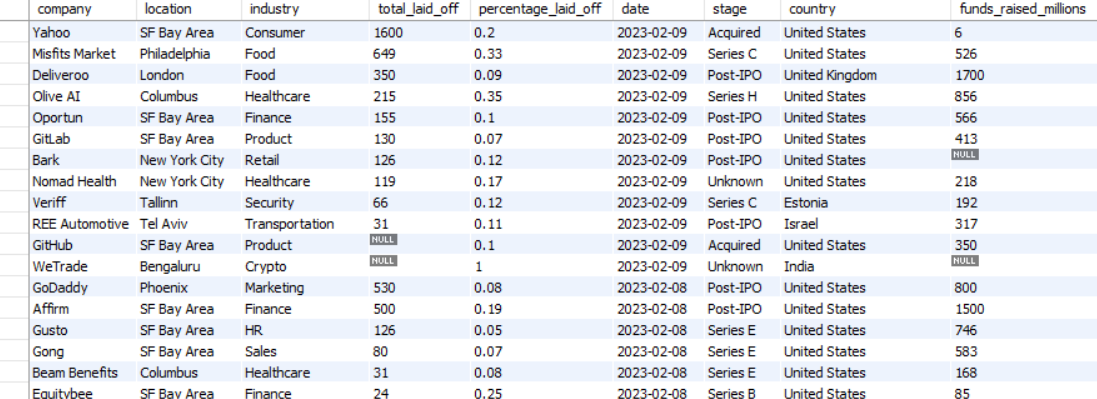 company location industry total_laid_off percentage_laid_off date stage country funds_raised_millions
Yahoo SF Bay Area Consumer 1600 0.2 2023-02-09 Acquired United States 6
Misfits Market Philadelphia Food 649 0.33 2023-02-09 Series C United States 526
Deliveroo London Food 350 0.09 2023-02-09 Post-IPO United Kingdom 1700
Olive AI Columbus Healthcare 215 0.35 2023-02-09 Series H United States 856
Oportun SF Bay Area Finance 155 0.1 2023-02-09 Post-IPO United States 566
GitLab SF Bay Area Product 130 0.07 2023-02-09 Post-IPO United States 413
Bark New York City Retail 126 0.12 2023-02-09 Post-IPO United States NULL
Nomad Health New York City Healthcare 119 0.17 2023-02-09 Unknown United States 218
Veriff Tallinn Security 66 0.12 2023-02-09 Series C Estonia 192
REE Automotive Tel Aviv Transportation 31 0.11 2023-02-09 Post-IPO Israel 317
GitHub SF Bay Area Product NULL 0.1 2023-02-09 Acquired United States 350
WeTrade Bengaluru Crypto NULL 1 2023-02-09 Unknown India NULL
GoDaddy Phoenix Marketing 530 0.08 2023-02-08 Post-IPO United States 800
Affirm SF Bay Area Finance 500 0.19 2023-02-08 Post-IPO United States 1500
Gusto SF Bay Area HR 126 0.05 2023-02-08 Series E United States 746
Gong SF Bay Area Sales 80 0.07 2023-02-08 Series E United States 583
Beam Benefits Columbus Healthcare 31 0.08 2023-02-08 Series E United States 168
Equitybee SF Bay Area Finance 24 0.25 2023-02-08 Series B United States 85